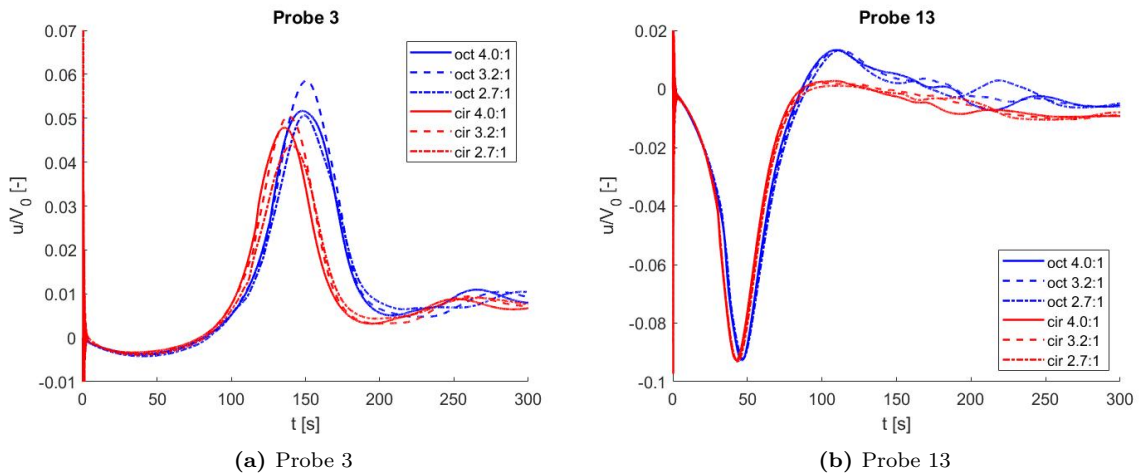 Probe 3
0.07
0.06
0.05
0.04
0.03
0.02
0.01
0
-0.01
u/V0 [-]
oct 4.0:1
oct 3.2:1
oct 2.7:1
cir 4.0:1
cir 3.2:1
cir 2.7:1
0 50 100 150 200 250 300
t [s]
(a) Probe 3
Probe 13
0.02
0
-0.02
-0.04
-0.06
-0.08
-0.1
u/V0 [-]
oct 4.0:1
oct 3.2:1
oct 2.7:1
cir 4.0:1
cir 3.2:1
cir 2.7:1
0 50 100 150 200 250 300
t [s]
(b) Probe 13